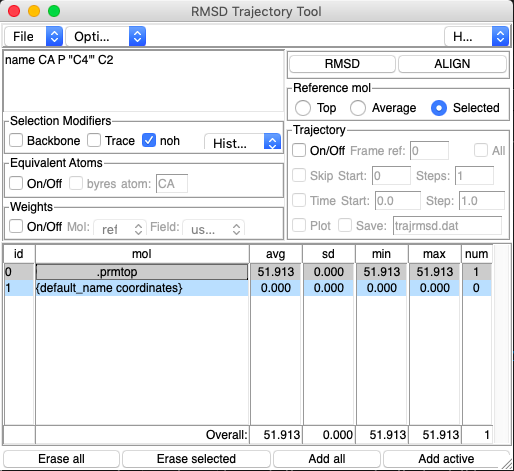 RMSD Trajectory Tool
File Opti... H...
name CA P "C4'" C2
RMSD ALIGN
Reference mol
Top Average Selected
Selection Modifiers
Backbone Trace noh Hist...
Trajectory
On/Off Frame ref: 0 All
Skip Start: 0 Steps: 1
Time Start: 0.0 Step: 1.0
Plot Save: trajrmsd.dat
Equivalent Atoms
On/Off byres atom: CA
Weights
On/Off Mol: ref Field: us...
id mol avg sd min max num
0 .prmtop 51.913 0.000 51.913 51.913 1
1 {default_name coordinates} 0.000 0.000 0.000 0.000 0
Overall: 51.913 0.000 51.913 51.913 1
Erase all Erase selected Add all Add active